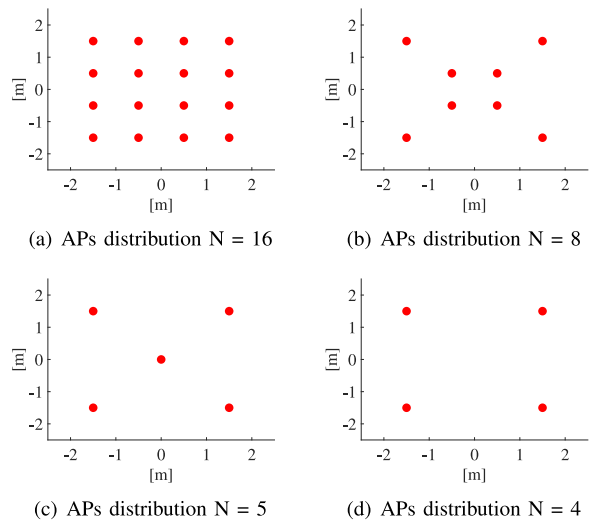 2
1
0
-1
-2
[m]
-2 -1 0 1 2
[m]
(a) APs distribution N = 16
2
1
0
-1
-2
[m]
-2 -1 0 1 2
[m]
(b) APs distribution N = 8
2
1
0
-1
-2
[m]
-2 -1 0 1 2
[m]
(c) APs distribution N = 5
2
1
0
-1
-2
[m]
-2 -1 0 1 2
[m]
(d) APs distribution N = 4